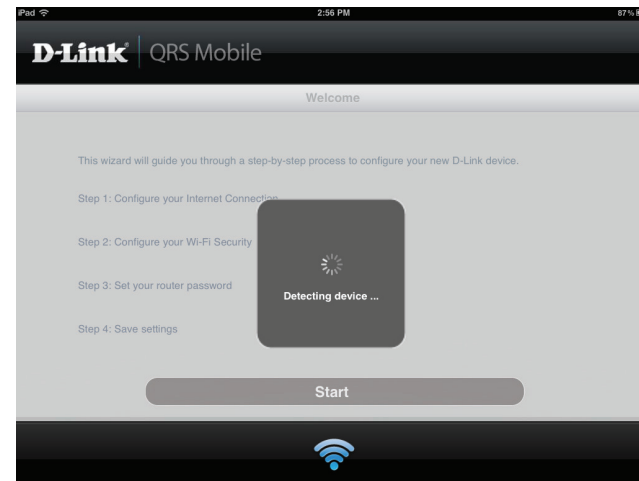 iPad 2:56 PM 87%
D-Link QRS Mobile
Welcome
This wizard will guide you through a step-by-step process to configure your new D-Link device.
Step 1: Configure your Internet Connection
Step 2: Configure your Wi-Fi Security
Detecting device ...
Step 3: Set your router password
Step 4: Save settings
Start